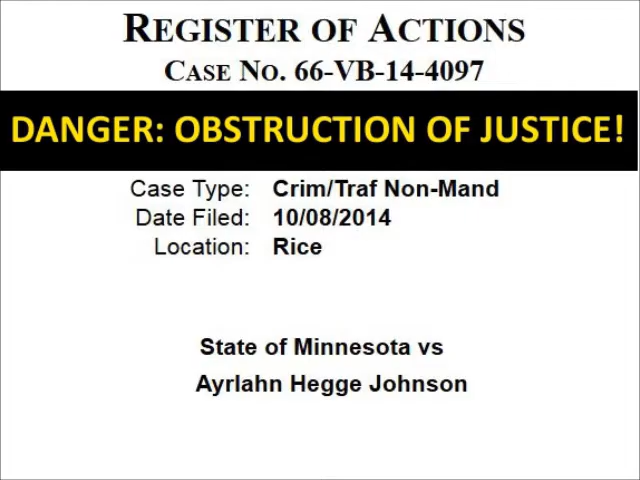 REGISTER OF ACTIONS
CASE NO. 66-VB-14-4097
DANGER: OBSTRUCTION OF JUSTICE!
Case Type: Crim/Traf Non-Mand
Date Filed: 10/08/2014
Location: Rice
State of Minnesota vs
Ayrlahn Hegge Johnson